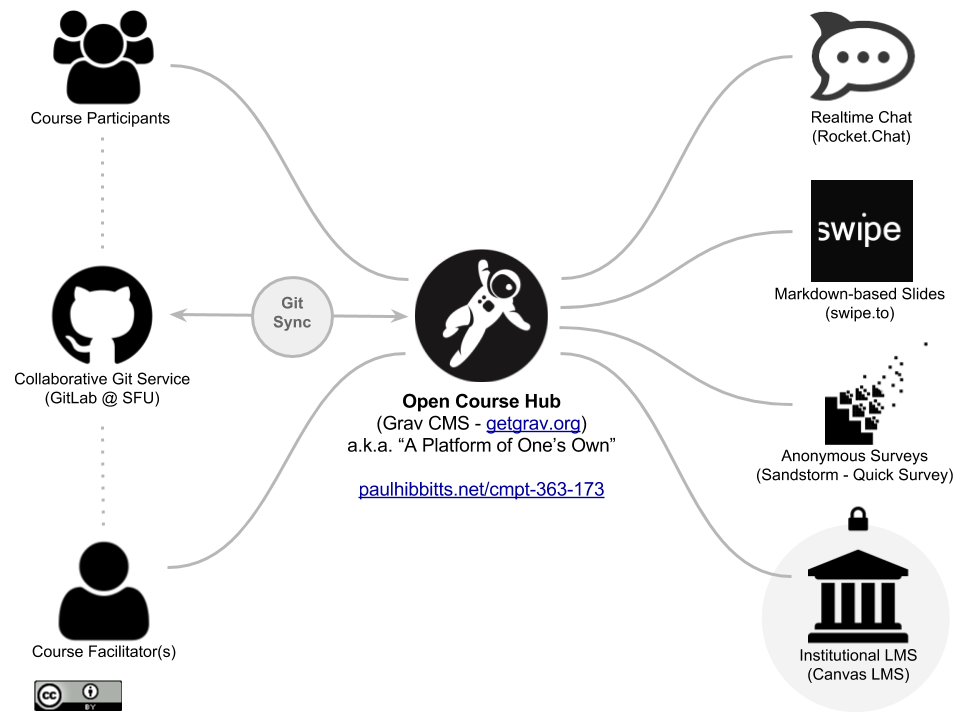 Course Participants
Realtime Chat
(Rocket.Chat)
swipe
Markdown-based Slides
(swipe.to)
Git
Sync
Collaborative Git Service
(GitLab @ SFU)
Open Course Hub
(Grav CMS - getgrav.org)
a.k.a. “A Platform of One’s Own”
paulhibbitts.net/cmpt-363-173
Anonymous Surveys
(Sandstorm - Quick Survey)
Course Facilitator(s)
Institutional LMS
(Canvas LMS)
cc
BY